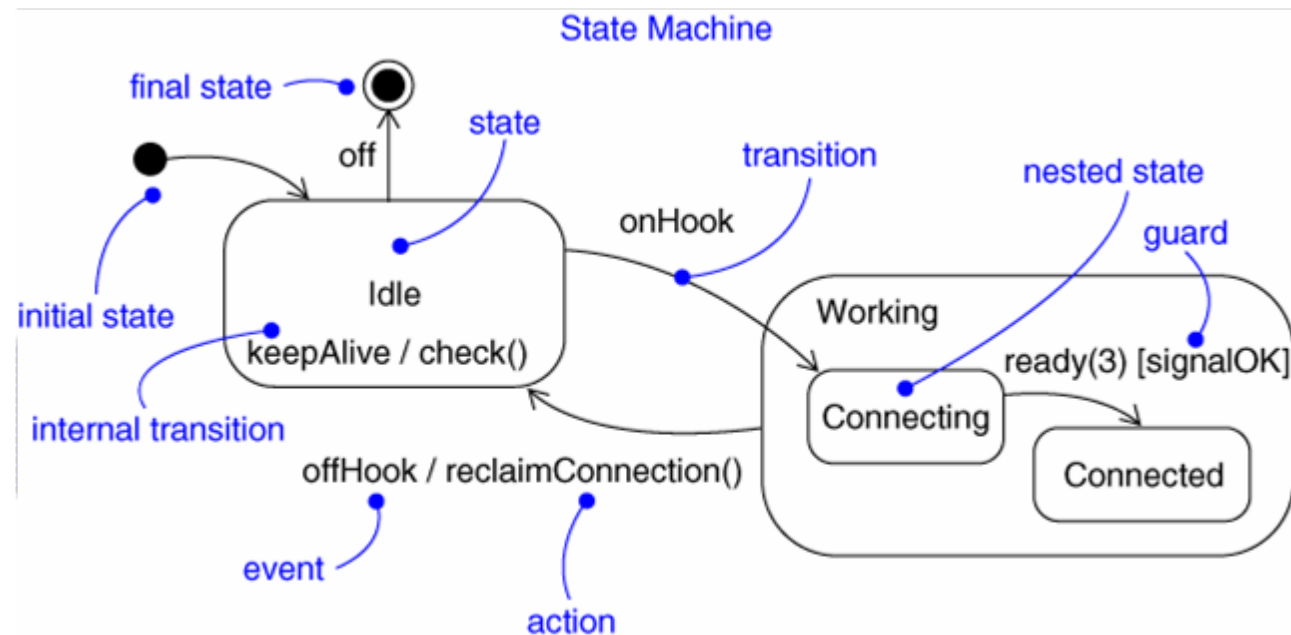 State Machine
final state
state
off
transition
nested state
onHook
guard
Idle
initial state
Working
keepAlive / check()
ready(3) [signalOK]
Connecting
internal transition
offHook / reclaimConnection()
Connected
event
action